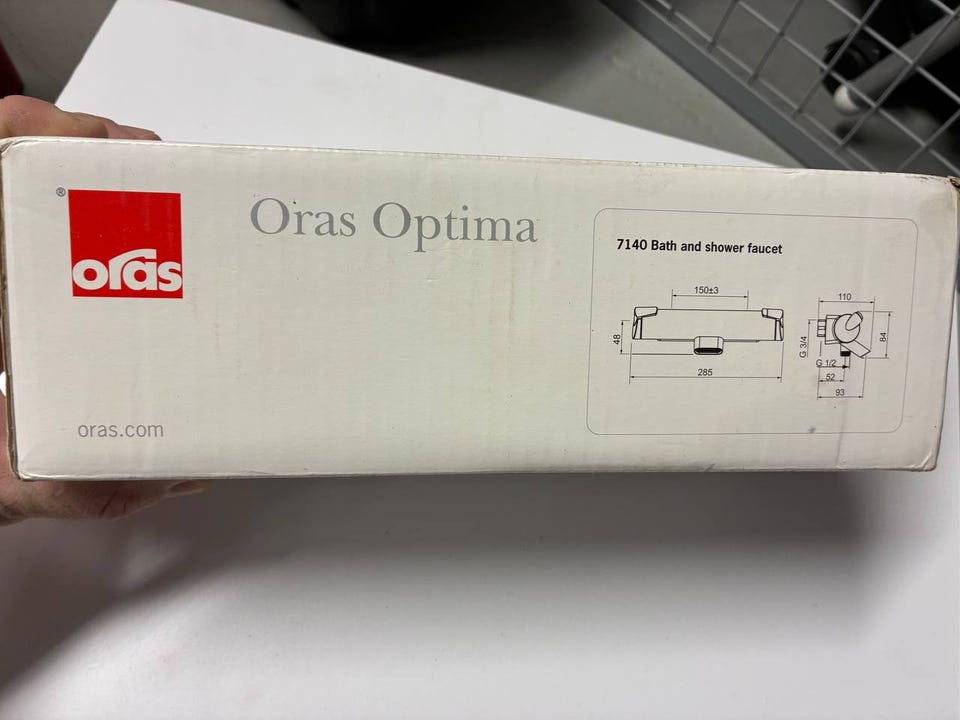 ®
oras
Oras Optima
oras.com
7140 Bath and shower faucet
150±3
48
285
110
G 3/4
84
G 1/2
52
93